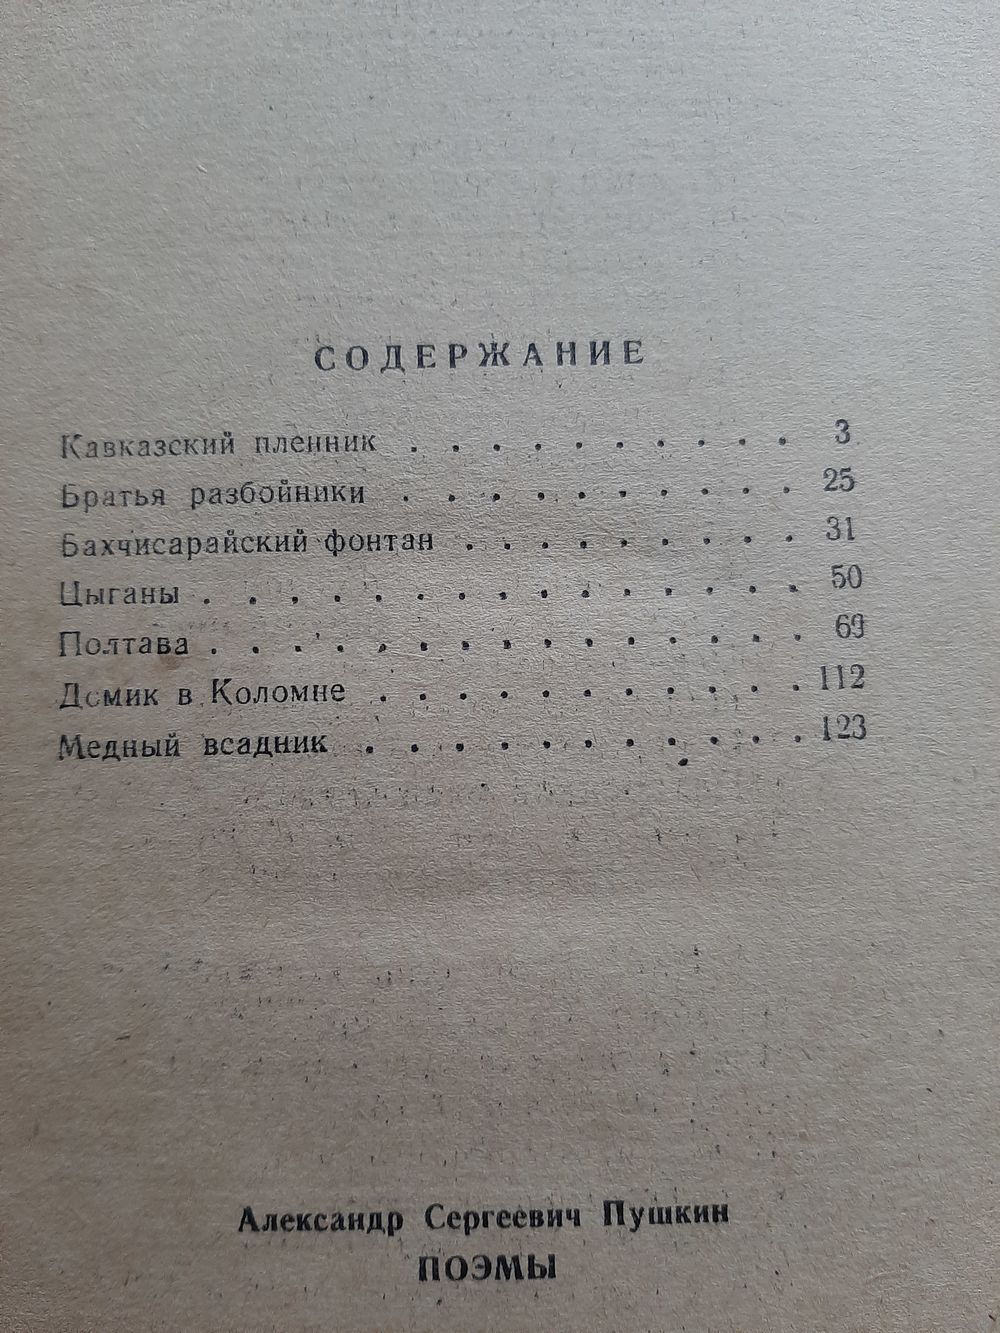 СОДЕРЖАНИЕ
Кавказский пленник . . . . . . . . . . 3
Братья разбойники . . . . . . . . . . 25
Бахчисарайский фонтан . . . . . . . . . 31
Цыганы . . . . . . . . . . . . . . . 50
Полтава . . . . . . . . . . . . . . . 69
Домик в Коломне . . . . . . . . . . . 112
Медный всадник . . . . . . . . . . . 123
Александр Сергеевич Пушкин
ПОЭМЫ